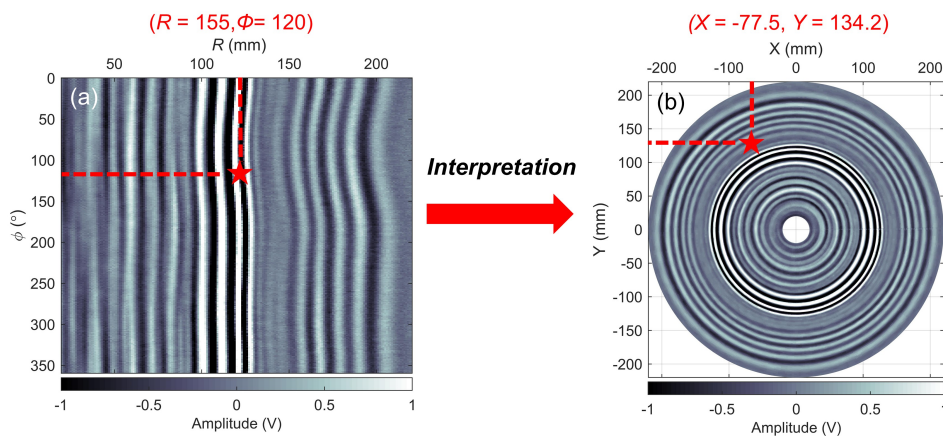 (R = 155,Φ= 120)
R (mm)
50 100 150 200
(a)
0
50
100
150
200
250
300
350
ϕ (°)
-1 -0.5 0 0.5 1
Amplitude (V)
Interpretation
(X = -77.5, Y = 134.2)
X (mm)
-200 -100 0 100 200
(b)
200
150
100
50
0
-50
-100
-150
-200
Y (mm)
-1 -0.5 0 0.5 1
Amplitude (V)